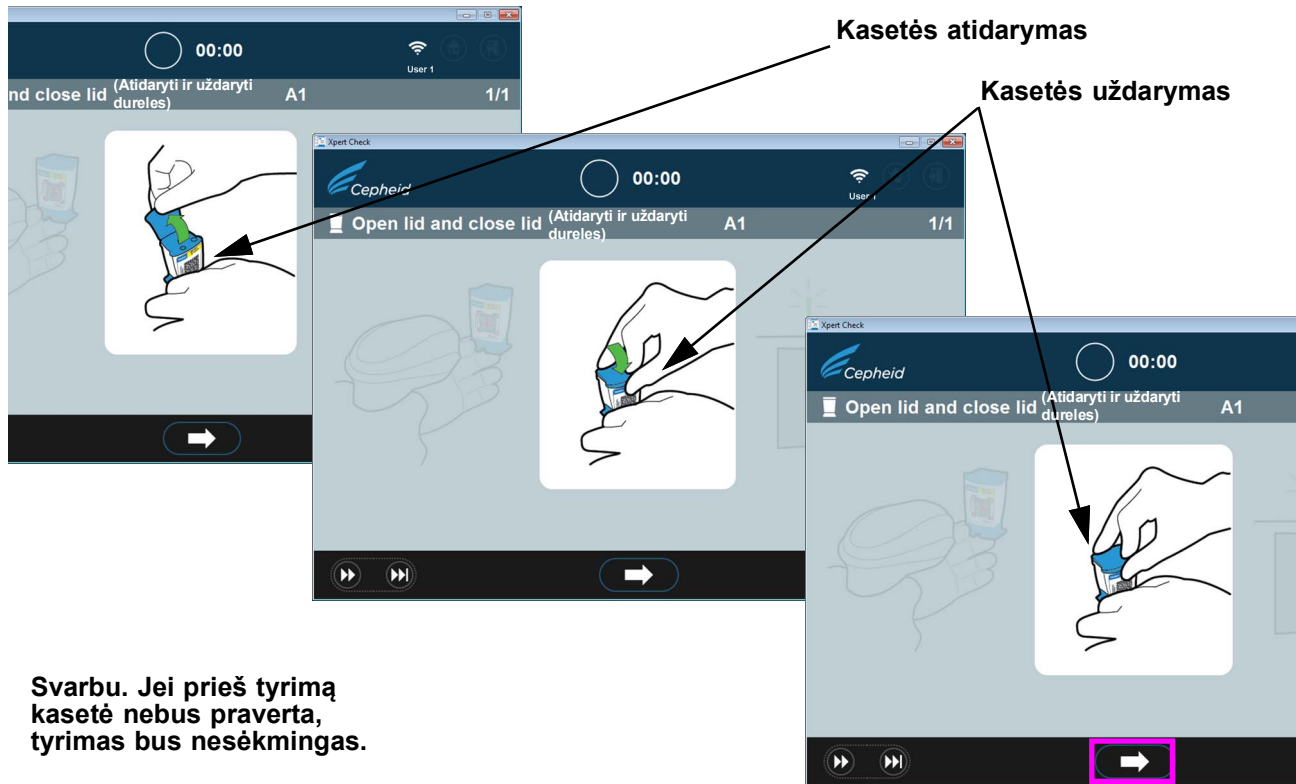 Kasetės atidarymas
Kasetės uždarymas
00:00
User 1
nd close lid (Atidaryti ir uždaryti dureles) A1 1/1
Xpert Check
Cepheid
00:00
User 1
Open lid and close lid (Atidaryti ir uždaryti dureles) A1 1/1
Xpert Check
Cepheid
00:00
Open lid and close lid (Atidaryti ir uždaryti dureles) A1
Svarbu. Jei prieš tyrimą
kasetė nebus praverta,
tyrimas bus nesėkmingas.